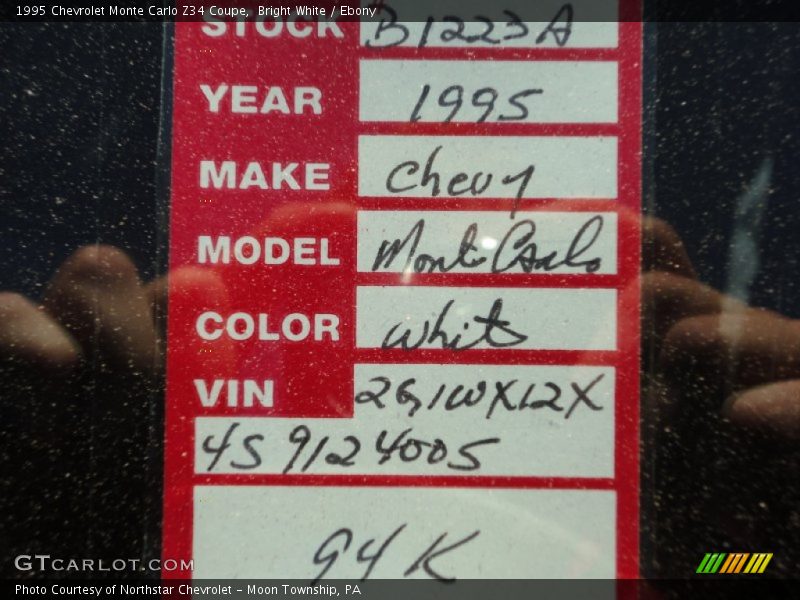 1995 Chevrolet Monte Carlo Z34 Coupe, Bright White / Ebony
STOCK B1223A
YEAR 1995
MAKE Chevy
MODEL Monte Carlo
COLOR white
VIN 2G1WX12X
4S9124005
94K
GTCARLOT.COM
Photo Courtesy of Northstar Chevrolet - Moon Township, PA